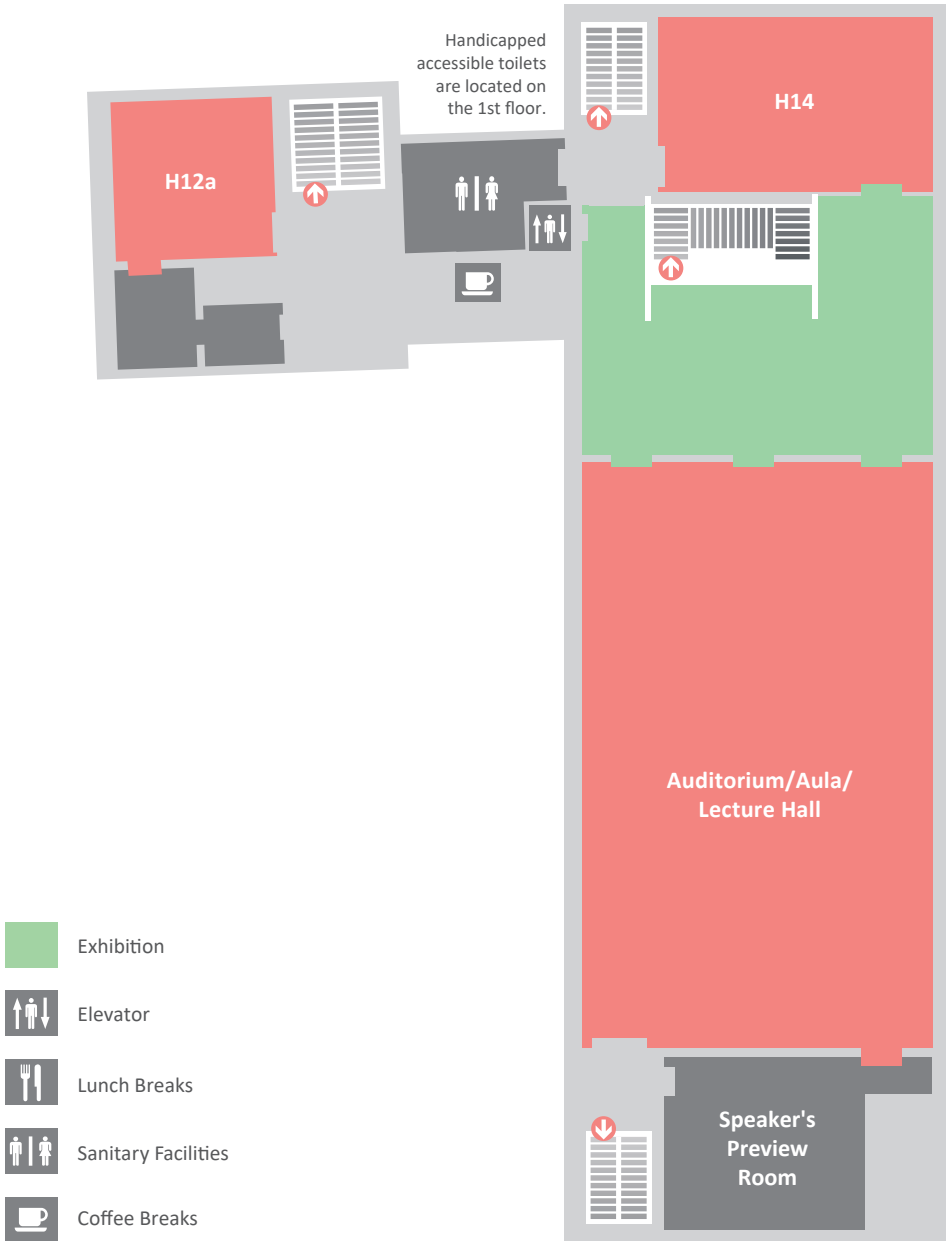 Handicapped
accessible toilets
are located on
the 1st floor.
H14
H12a
Auditorium/Aula/
Lecture Hall
Exhibition
Elevator
Lunch Breaks
Sanitary Facilities
Coffee Breaks
Speaker's
Preview
Room